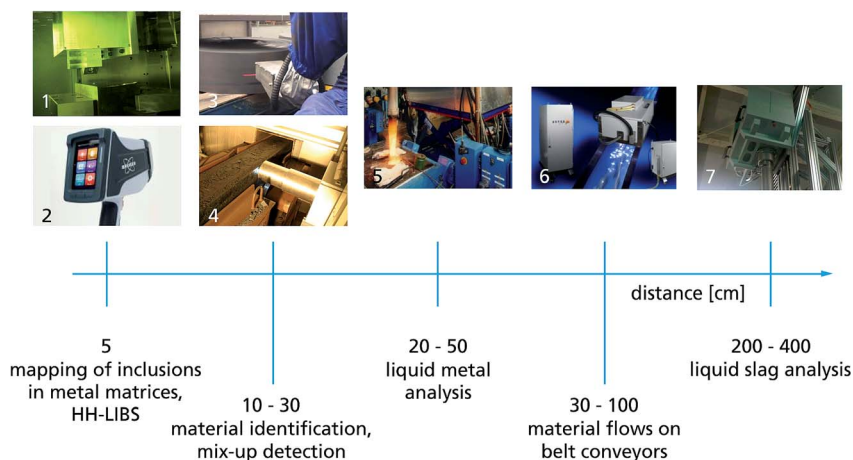 1
3
2
4
5
6
7
distance [cm]
5
mapping of inclusions
in metal matrices,
HH-LIBS
10 - 30
material identification,
mix-up detection
20 - 50
liquid metal
analysis
30 - 100
material flows on
belt conveyors
200 - 400
liquid slag analysis